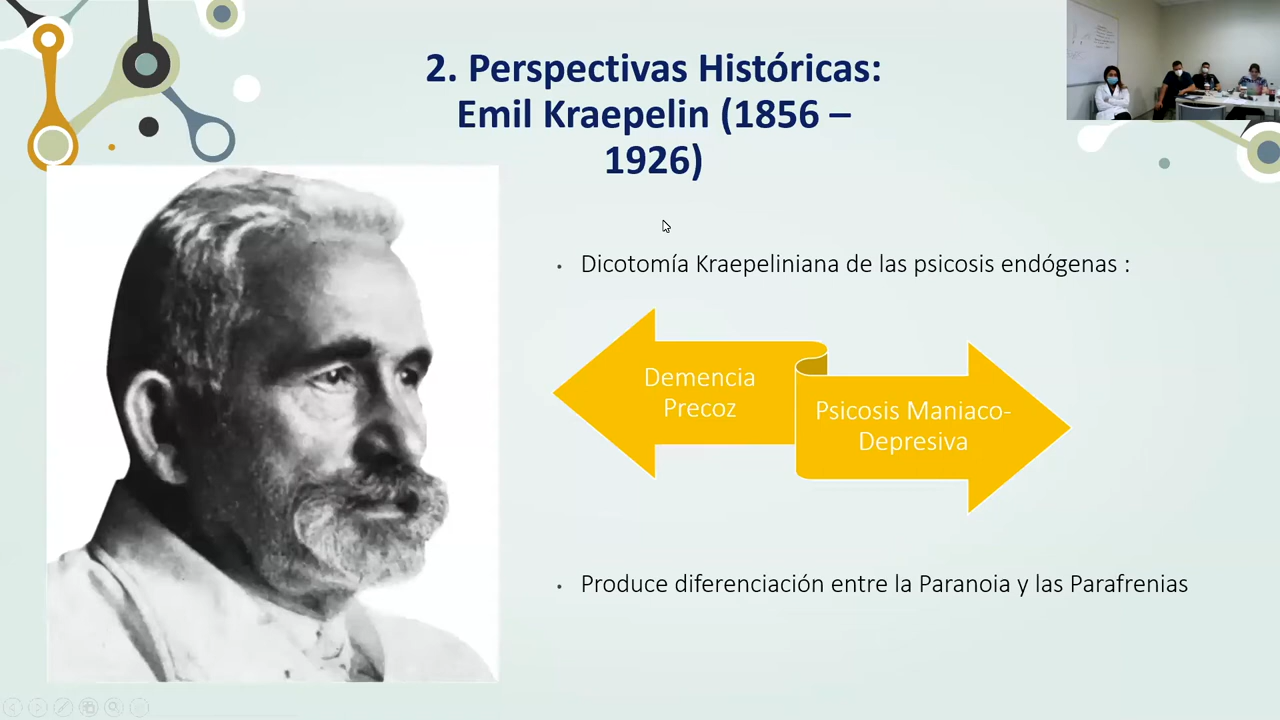 2. Perspectivas Históricas:
Emil Kraepelin (1856 –
1926)
• Dicotomía Kraepeliniana de las psicosis endógenas :
Demencia
Precoz
Psicosis Maniaco-
Depresiva
• Produce diferenciación entre la Paranoia y las Parafrenias